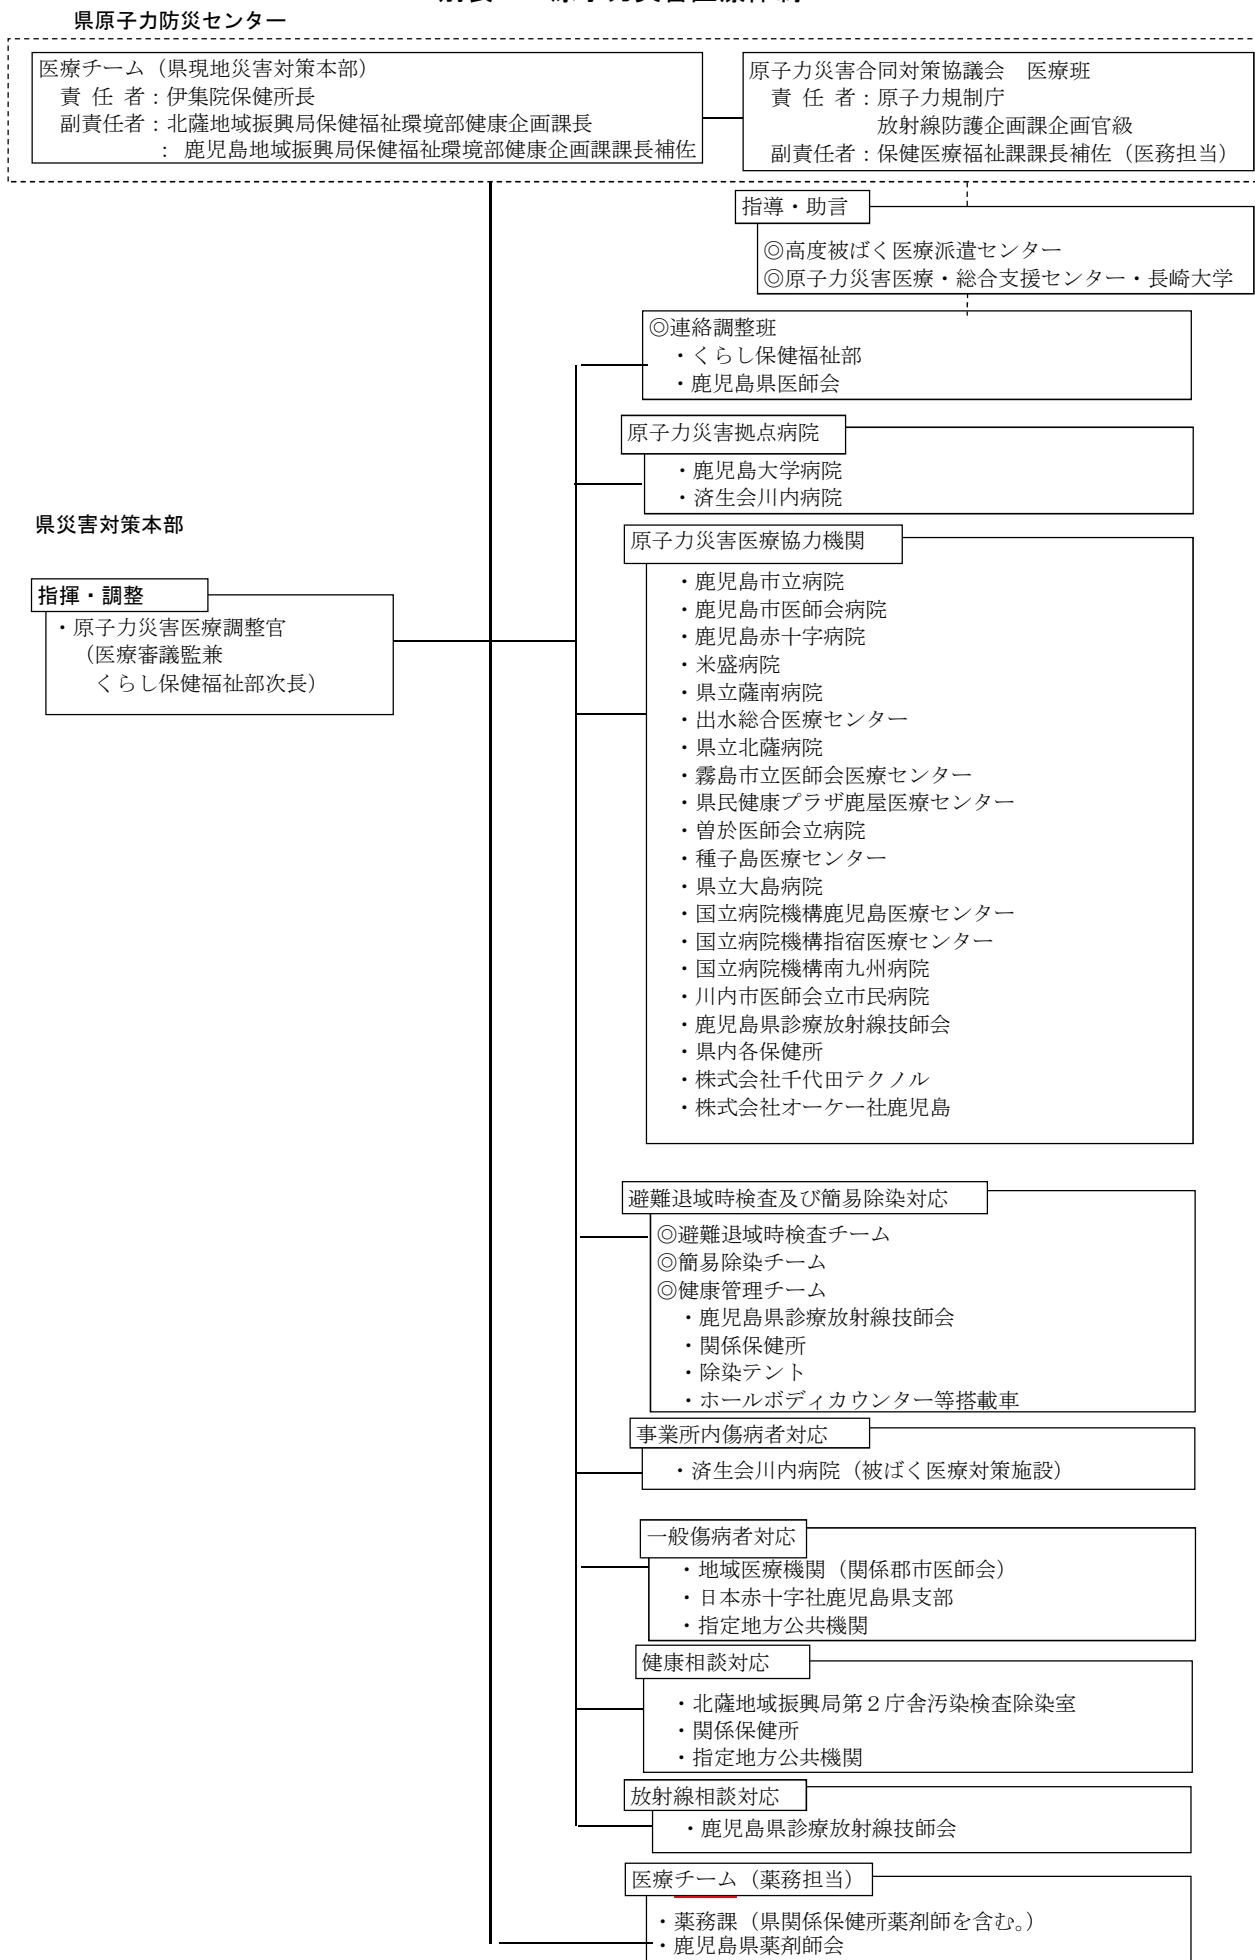 県原子力防災センター
医療チーム（県現地災害対策本部）
責 任 者：伊集院保健所長
副責任者：北薩地域振興局保健福祉環境部健康企画課長
： 鹿児島地域振興局保健福祉環境部健康企画課課長補佐
原子力災害合同対策協議会　医療班
責 任 者：原子力規制庁
放射線防護企画課企画官級
副責任者：保健医療福祉課課長補佐（医務担当）
指導・助言
◎高度被ばく医療派遣センター
◎原子力災害医療・総合支援センター・長崎大学
◎連絡調整班
・くらし保健福祉部
・鹿児島県医師会
原子力災害拠点病院
・鹿児島大学病院
・済生会川内病院
県災害対策本部
指揮・調整
・原子力災害医療調整官
（医療審議監兼
くらし保健福祉部次長）
原子力災害医療協力機関
・鹿児島市立病院
・鹿児島市医師会病院
・鹿児島赤十字病院
・米盛病院
・県立薩南病院
・出水総合医療センター
・県立北薩病院
・霧島市立医師会医療センター
・県民健康プラザ鹿屋医療センター
・曽於医師会立病院
・種子島医療センター
・県立大島病院
・国立病院機構鹿児島医療センター
・国立病院機構指宿医療センター
・国立病院機構南九州病院
・川内市医師会立市民病院
・鹿児島県診療放射線技師会
・県内各保健所
・株式会社千代田テクノル
・株式会社オーケー社鹿児島
避難退域時検査及び簡易除染対応
◎避難退域時検査チーム
◎簡易除染チーム
◎健康管理チーム
・鹿児島県診療放射線技師会
・関係保健所
・除染テント
・ホールボディカウンター等搭載車
事業所内傷病者対応
・済生会川内病院（被ばく医療対策施設）
一般傷病者対応
・地域医療機関（関係郡市医師会）
・日本赤十字社鹿児島県支部
・指定地方公共機関
健康相談対応
・北薩地域振興局第２庁舎汚染検査除染室
・関係保健所
・指定地方公共機関
放射線相談対応
・鹿児島県診療放射線技師会
医療チーム（薬務担当）
・薬務課（県関係保健所薬剤師を含む。）
・鹿児島県薬剤師会